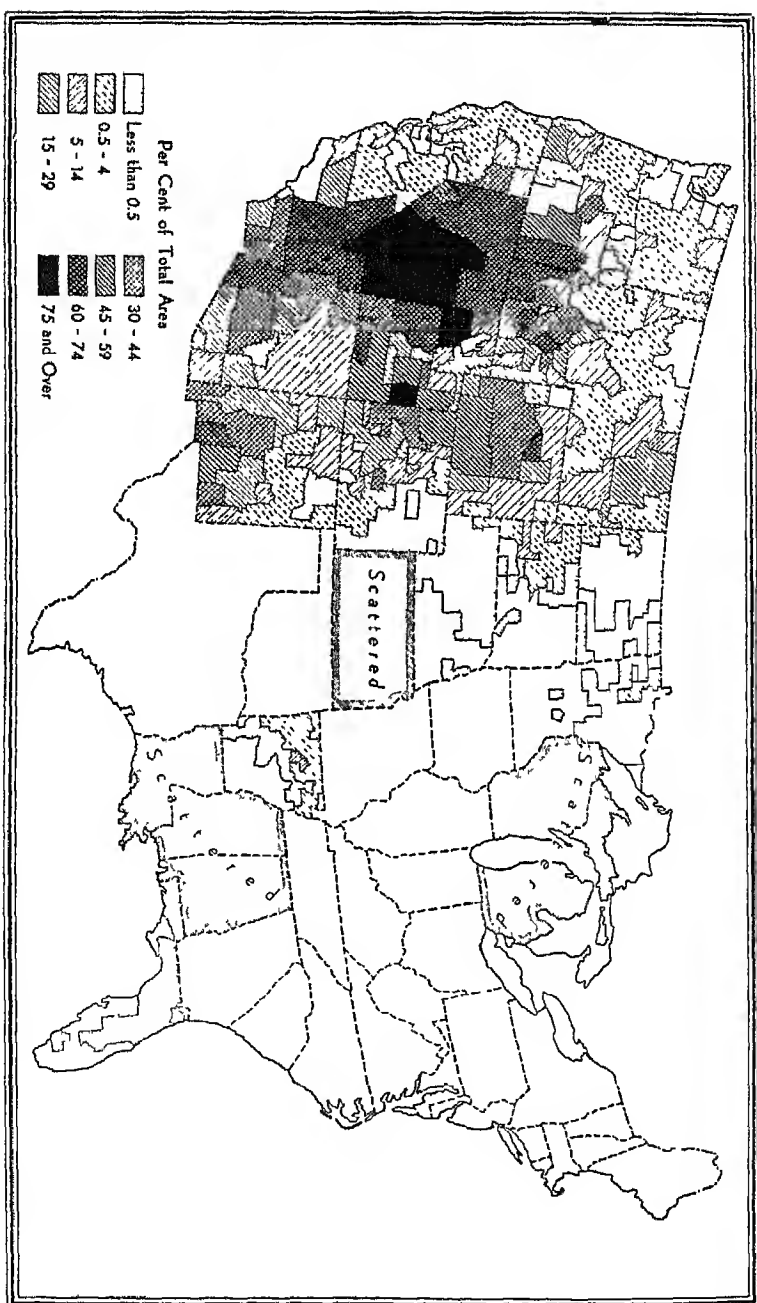 Per Cent of Total Area
Less than 0.5
0.5 - 4
5 - 14
15 - 29
30 - 44
45 - 59
60 - 74
75 and Over
Scattered
Scattered
Scattered